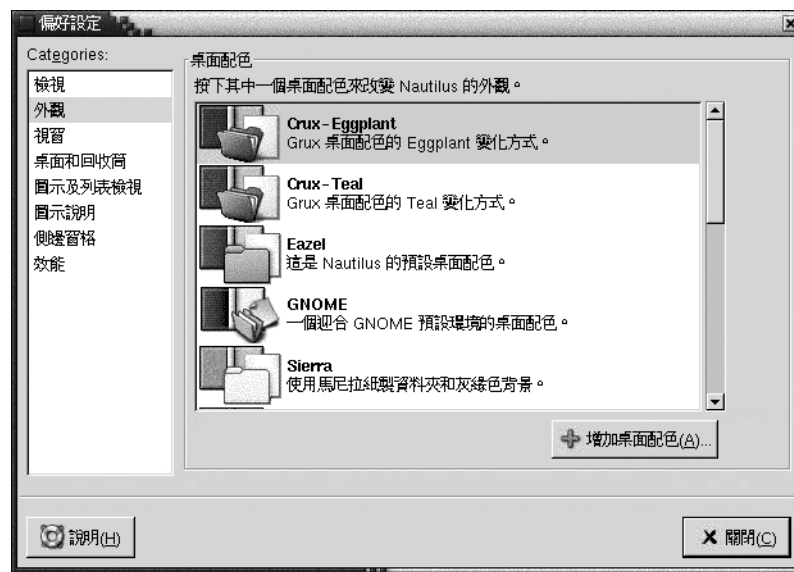 偏好設定
Categories:
檢視
外觀
視窗
桌面和回收筒
圖示及列表檢視
圖示說明
側邊窗格
效能
桌面配色
按下其中一個桌面配色來改變 Nautilus 的外觀。
Crux-Eggplant
Grux 桌面配色的 Eggplant 變化方式。
Crux-Teal
Grux 桌面配色的 Teal 變化方式。
Eazel
這是 Nautilus 的預設桌面配色。
GNOME
一個迎合 GNOME 預設環境的桌面配色。
Sierra
使用馬尼拉紙製資料夾和灰綠色背景。
增加桌面配色(A)...
說明(H)
關閉(C)